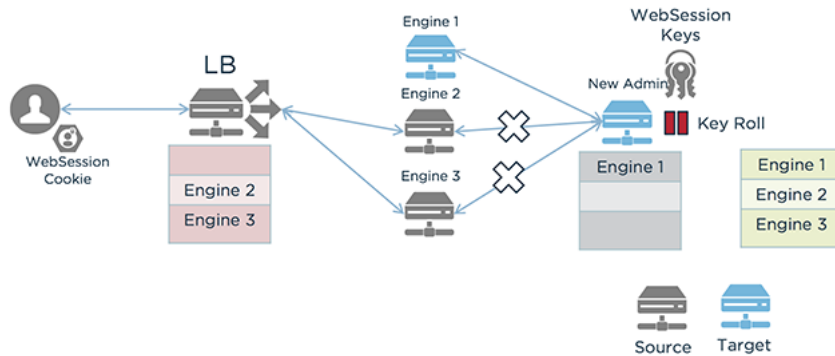 Engine 1
WebSession
Keys
LB
New Admin
Engine 2
Key Roll
WebSession
Cookie
Engine 3
Engine 2
Engine 3
Engine 1
Engine 1
Engine 2
Engine 3
Source
Target